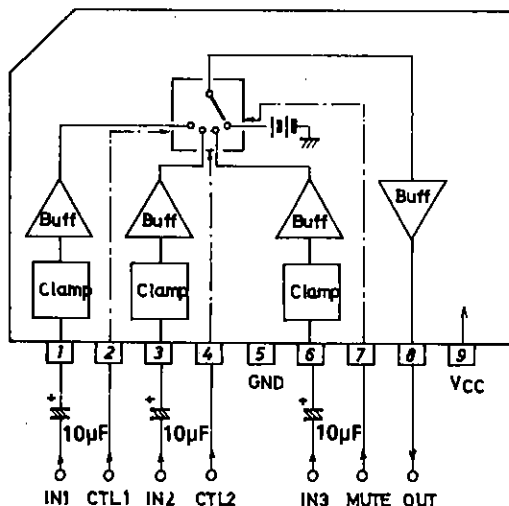 Buff Buff Buff Buff
Clamp Clamp Clamp
1 2 3 4 5 6 7 8 9
GND VCC
+ + +
10μF 10μF 10μF
IN1 CTL1 IN2 CTL2 IN3 MUTE OUT